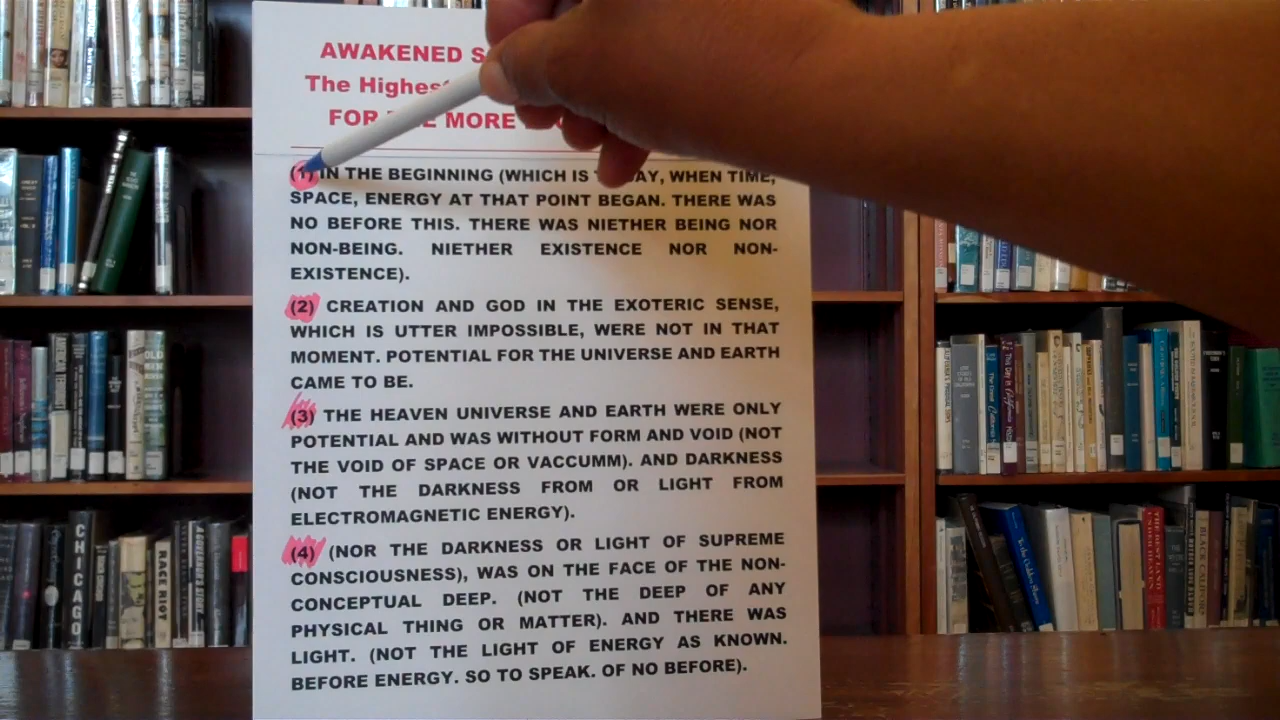 AWAKENED
The Highest
FOR MORE
(1) IN THE BEGINNING (WHICH IS WHEN TIME,
SPACE, ENERGY AT THAT POINT BEGAN. THERE WAS
NO BEFORE THIS. THERE WAS NIETHER BEING NOR
NON-BEING. NIETHER EXISTENCE NOR NON-
EXISTENCE).
(2) CREATION AND GOD IN THE EXOTERIC SENSE,
WHICH IS UTTER IMPOSSIBLE, WERE NOT IN THAT
MOMENT. POTENTIAL FOR THE UNIVERSE AND EARTH
CAME TO BE.
(3) THE HEAVEN UNIVERSE AND EARTH WERE ONLY
POTENTIAL AND WAS WITHOUT FORM AND VOID (NOT
THE VOID OF SPACE OR VACCUMM). AND DARKNESS
(NOT THE DARKNESS FROM OR LIGHT FROM
ELECTROMAGNETIC ENERGY).
(4) (NOR THE DARKNESS OR LIGHT OF SUPREME
CONSCIOUSNESS), WAS ON THE FACE OF THE NON-
CONCEPTUAL DEEP. (NOT THE DEEP OF ANY
PHYSICAL THING OR MATTER). AND THERE WAS
LIGHT. (NOT THE LIGHT OF ENERGY AS KNOWN.
BEFORE ENERGY. SO TO SPEAK. OF NO BEFORE).
CHICAGO
RACE RIOT